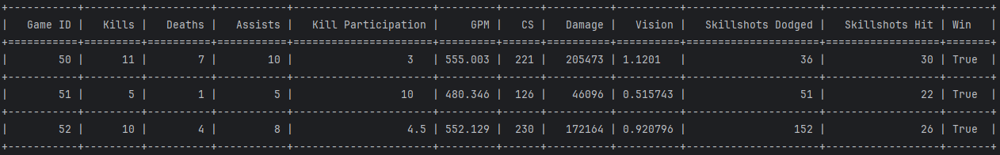 +-----------+---------+----------+-----------+----------------------+---------+------+----------+----------+---------------------+------------------+-------+
|   Game ID |   Kills |   Deaths |   Assists |   Kill Participation |     GPM |   CS |   Damage |   Vision |   Skillshots Dodged |   Skillshots Hit | Win   |
+===========+=========+==========+===========+======================+=========+======+==========+==========+=====================+==================+=======+
|        50 |      11 |        7 |        10 |                  3   | 555.003 |  221 |   205473 | 1.1201   |                  36 |               30 | True  |
+-----------+---------+----------+-----------+----------------------+---------+------+----------+----------+---------------------+------------------+-------+
|        51 |       5 |        1 |         5 |                 10   | 480.346 |  126 |    46096 | 0.515743 |                  51 |               22 | True  |
+-----------+---------+----------+-----------+----------------------+---------+------+----------+----------+---------------------+------------------+-------+
|        52 |      10 |        4 |         8 |                  4.5 | 552.129 |  230 |   172164 | 0.920796 |                 152 |               26 | True  |
+-----------+---------+----------+-----------+----------------------+---------+------+----------+----------+---------------------+------------------+-------+